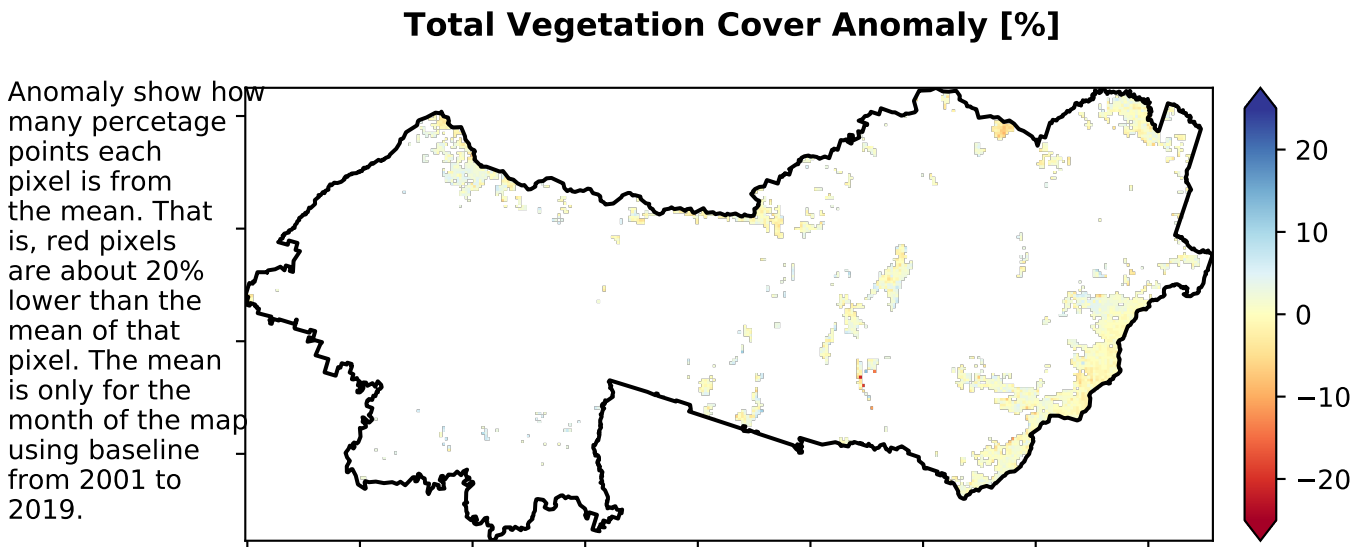 Total Vegetation Cover Anomaly [%]
Anomaly show how
many percetage
points each
pixel is from
the mean. That
is, red pixels
are about 20%
lower than the
mean of that
pixel. The mean
is only for the
month of the map
using baseline
from 2001 to
2019.
20
10
0
−10
−20